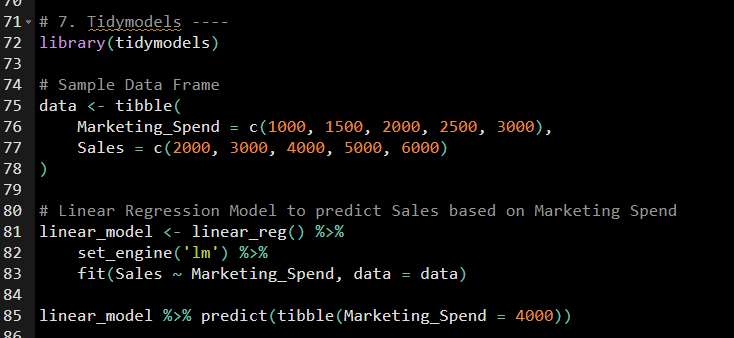 70
71 # 7. Tidymodels ----
72 library(tidymodels)
73
74 # Sample Data Frame
75 data <- tibble(
76     Marketing_Spend = c(1000, 1500, 2000, 2500, 3000),
77     Sales = c(2000, 3000, 4000, 5000, 6000)
78 )
79
80 # Linear Regression Model to predict Sales based on Marketing Spend
81 linear_model <- linear_reg() %>%
82     set_engine('lm') %>%
83     fit(Sales ~ Marketing_Spend, data = data)
84
85 linear_model %>% predict(tibble(Marketing_Spend = 4000))
86